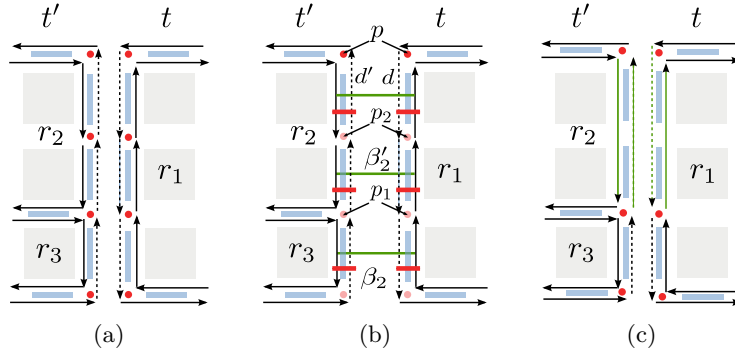 t′ t
r₂
r₁
r₃
(a)
t′ p t
d′ d
r₂ p₂
β′₂ r₁
p₁
r₃
β₂
(b)
t′ t
r₂
r₁
r₃
(c)